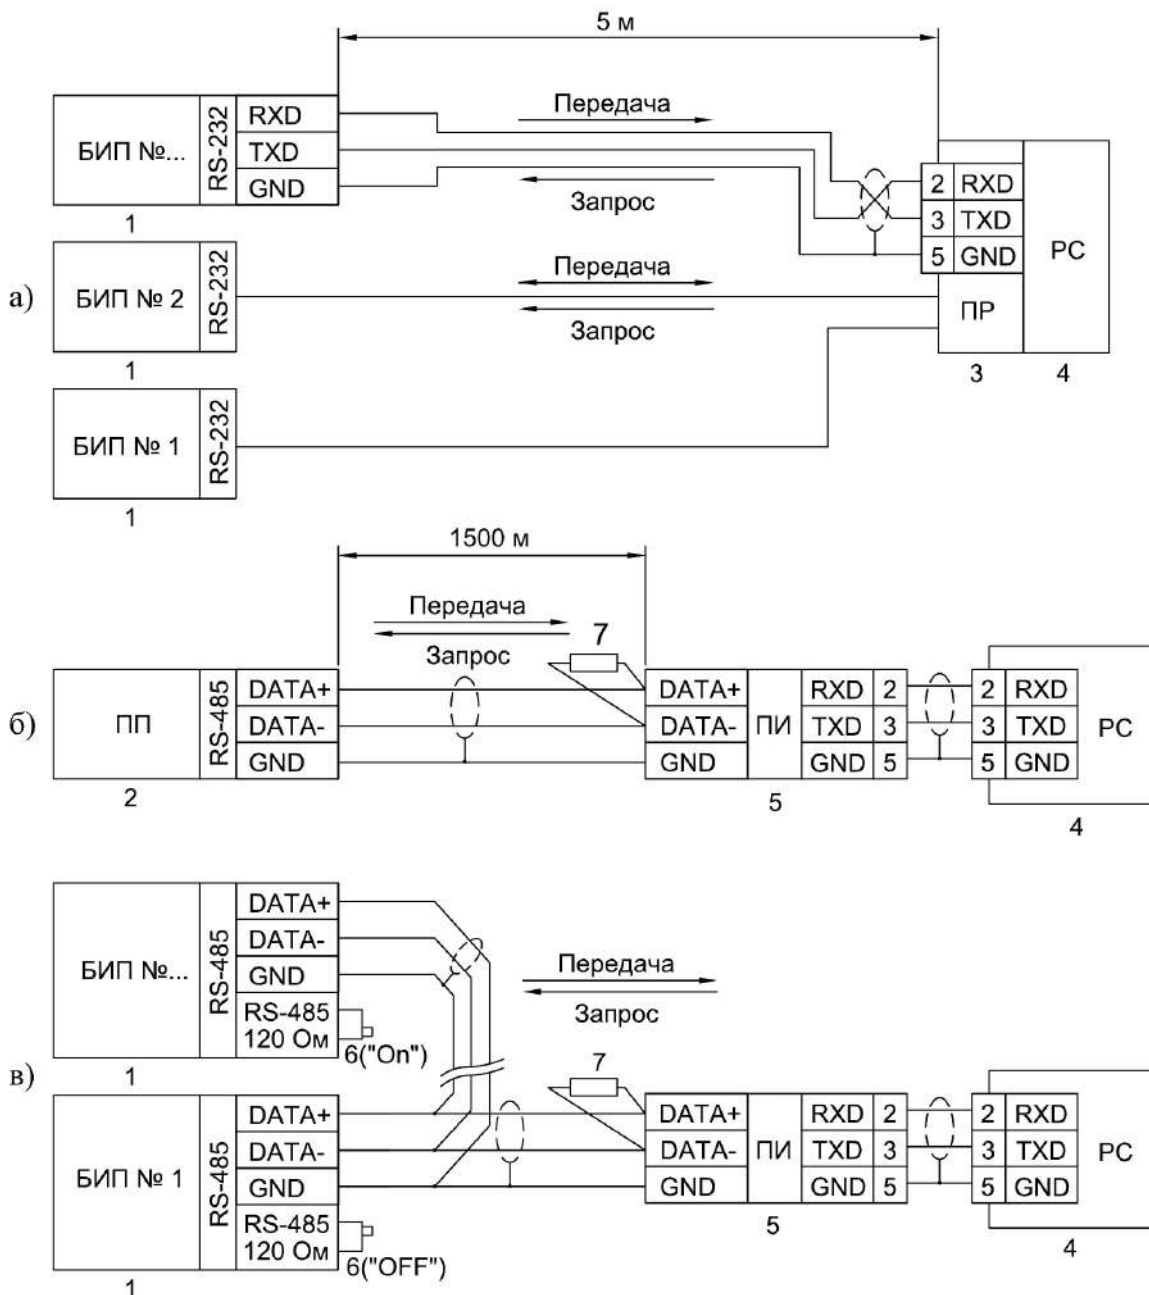 5 м
БИП №...
RS-232
RXD
TXD
GND
1
Передача
Запрос
2 RXD
3 TXD
5 GND
PC
ПР
3
4
а)
БИП № 2
RS-232
1
Передача
Запрос
БИП № 1
RS-232
1
1500 м
Передача
Запрос
7
б)
ПП
RS-485
DATA+
DATA-
GND
2
DATA+
DATA-
GND
ПИ
RXD 2
TXD 3
GND 5
5
2 RXD
3 TXD
5 GND
PC
4
в)
БИП №...
RS-485
DATA+
DATA-
GND
RS-485
120 Ом
6("On")
1
Передача
Запрос
7
БИП № 1
RS-485
DATA+
DATA-
GND
RS-485
120 Ом
6("OFF")
1
DATA+
DATA-
GND
ПИ
RXD 2
TXD 3
GND 5
5
2 RXD
3 TXD
5 GND
PC
4